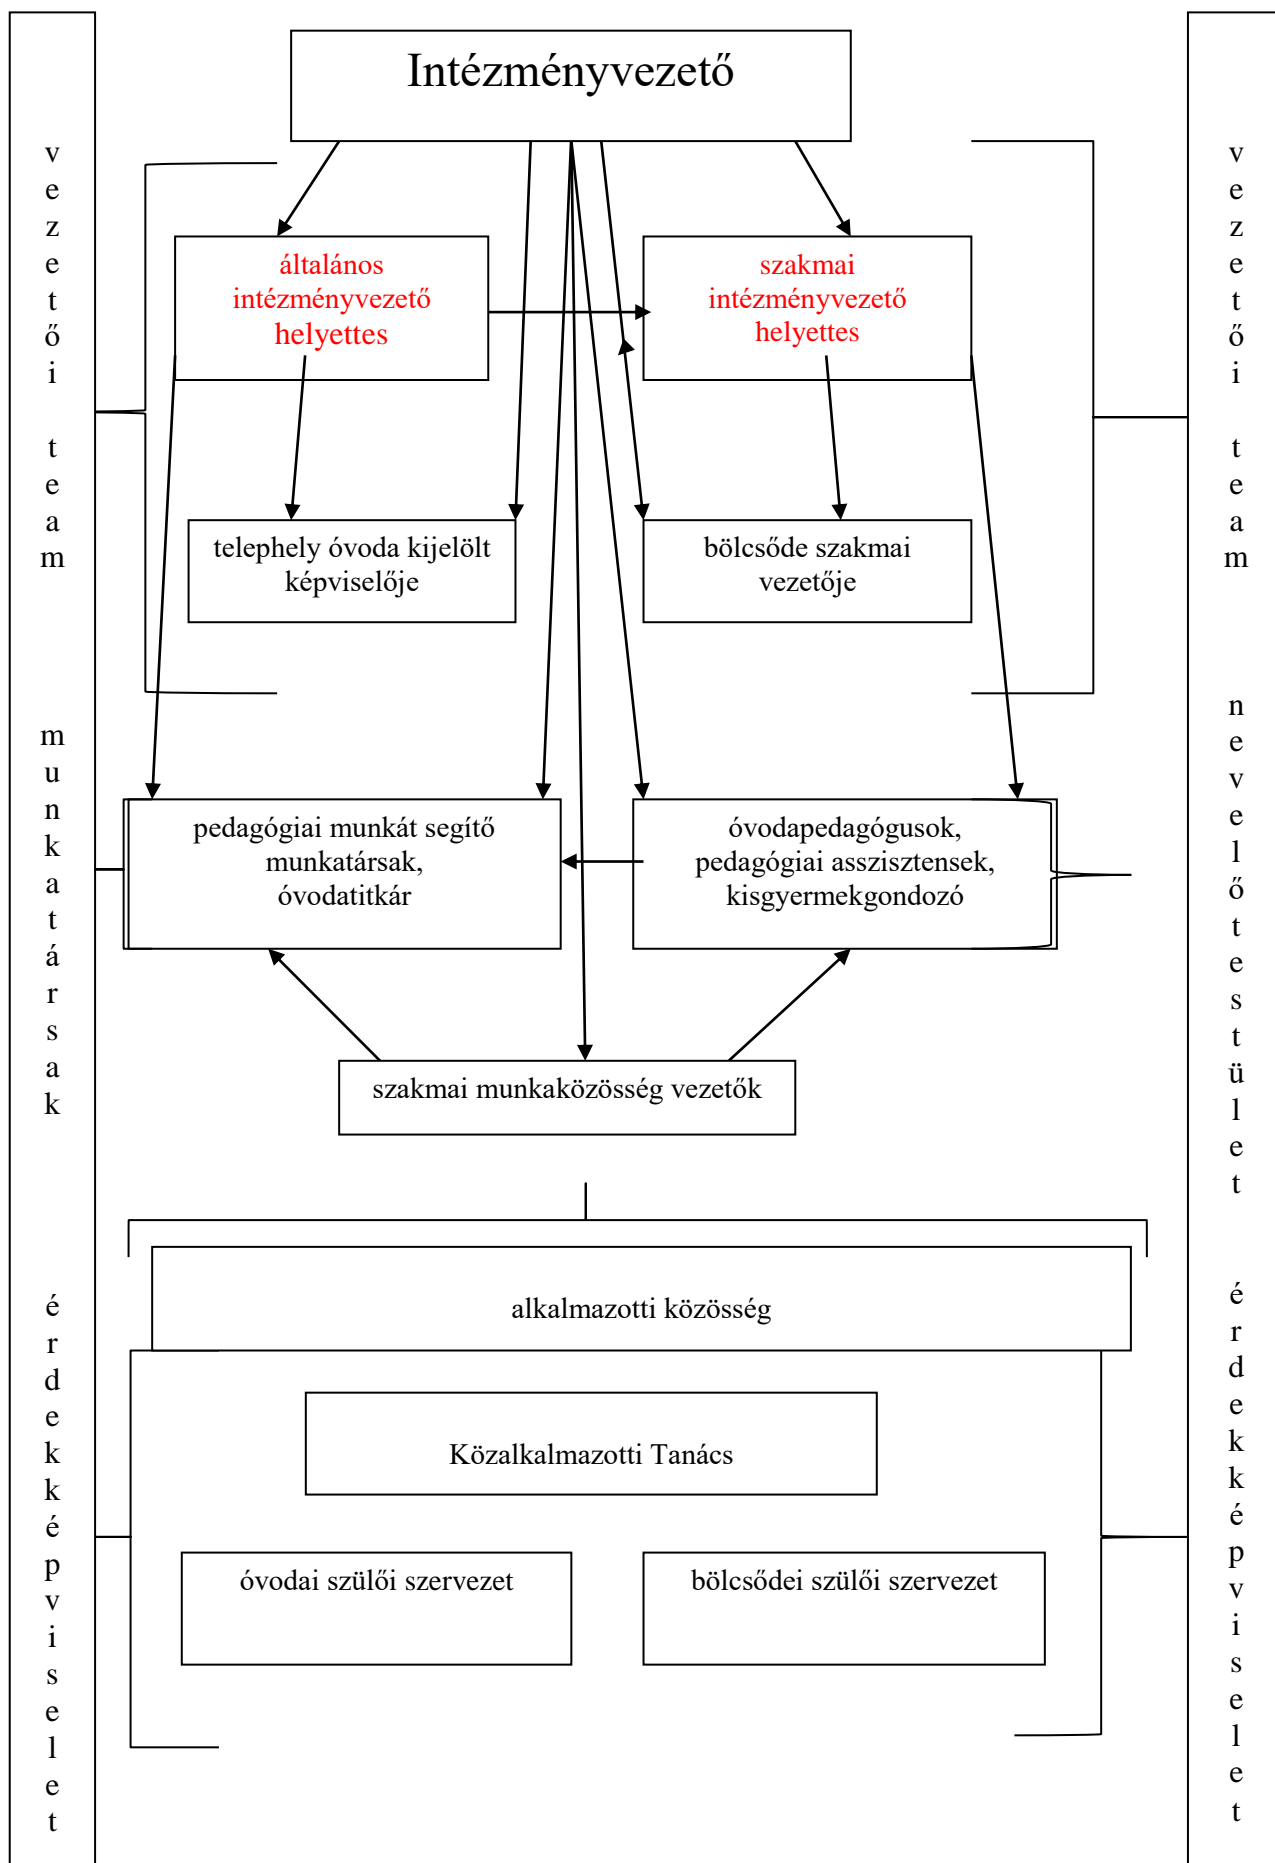 Intézményvezető
vezetői team
munkatársak
érdekképviselet
általános
intézményvezető
helyettes
szakmai
intézményvezető
helyettes
telephely óvoda kijelölt
képviselője
bölcsőde szakmai
vezetője
pedagógiai munkát segítő
munkatársak,
óvodatitkár
óvodapedagógusok,
pedagógiai asszisztensek,
kisgyermekgondozó
szakmai munkaközösség vezetők
alkalmazotti közösség
Közalkalmazotti Tanács
óvodai szülői szervezet
bölcsődei szülői szervezet
vezetői team
nevelőtestület
érdekképviselet